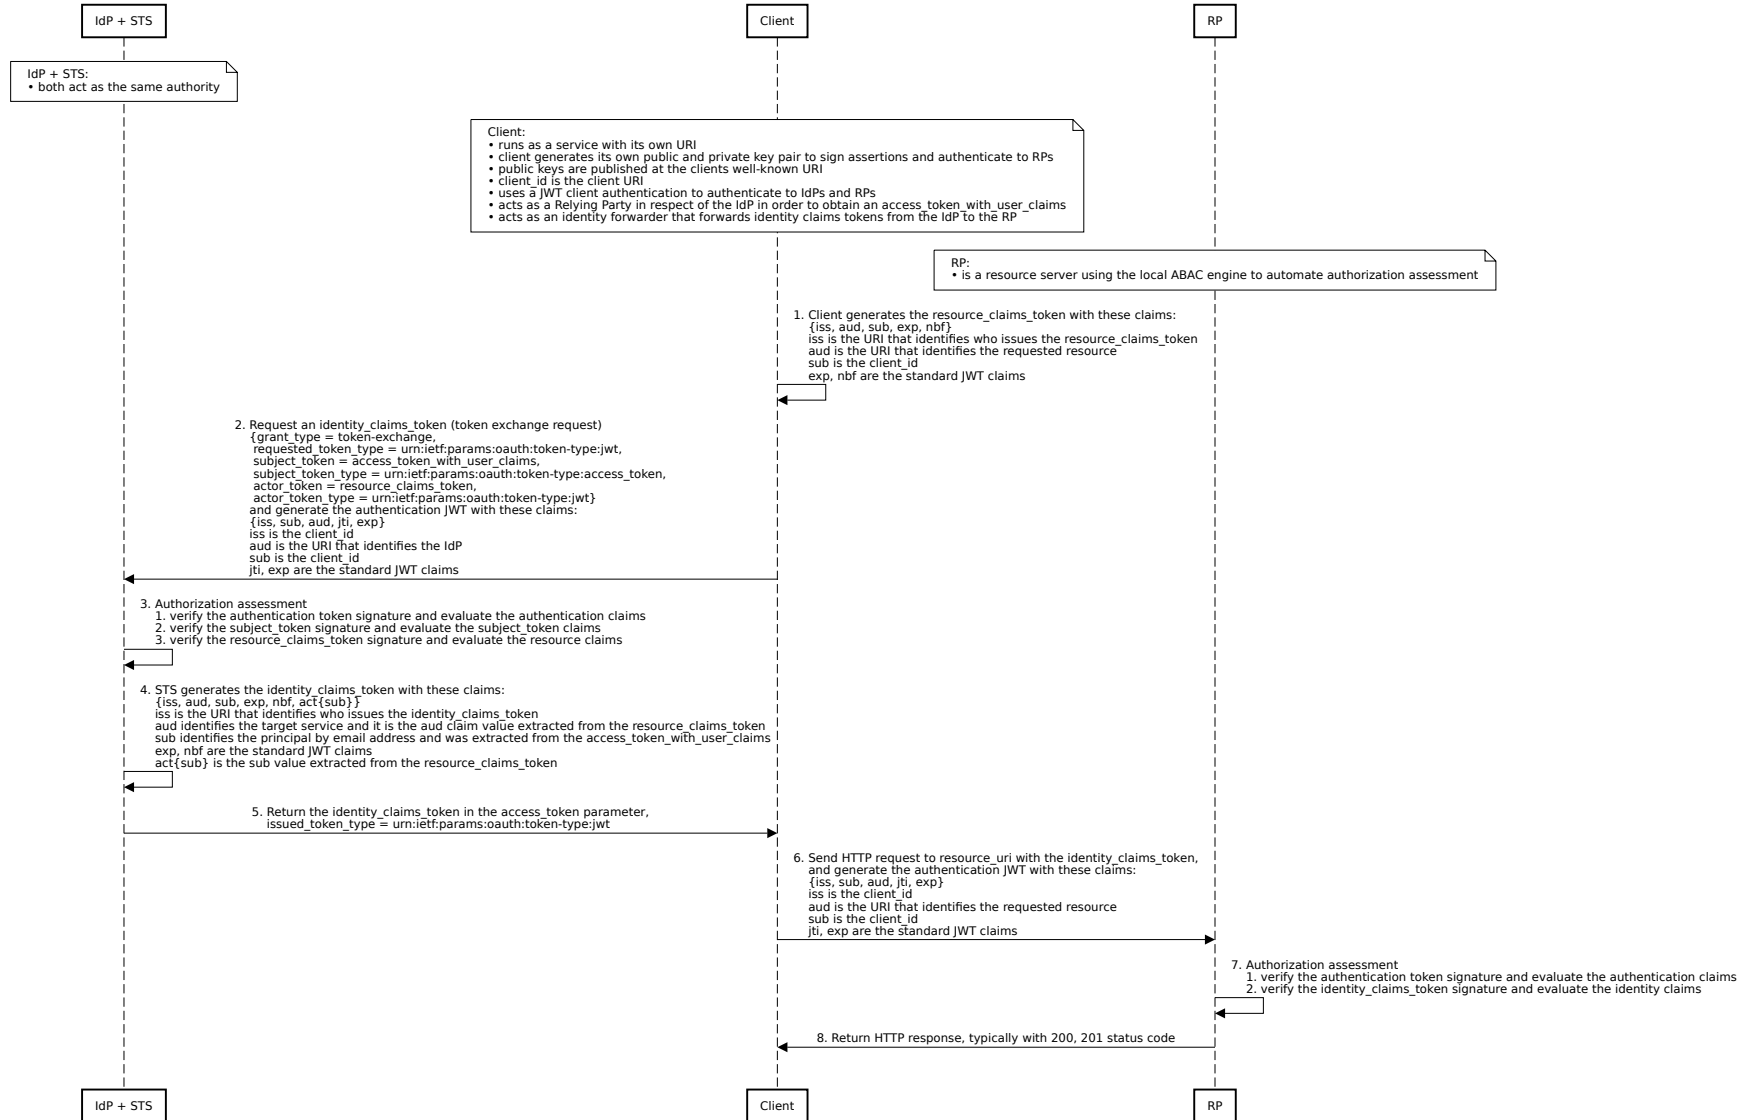 IdP + STS
Client
RP
IdP + STS:
• both act as the same authority
Client:
• runs as a service with its own URI
• client generates its own public and private key pair to sign assertions and authenticate to RPs
• public keys are published at the clients well-known URI
• client_id is the client URI
• uses a JWT client authentication to authenticate to IdPs and RPs
• acts as a Relying Party in respect of the IdP in order to obtain an access_token_with_user_claims
• acts as an identity forwarder that forwards identity claims tokens from the IdP to the RP
RP:
• is a resource server using the local ABAC engine to automate authorization assessment
1. Client generates the resource_claims_token with these claims:
{iss, aud, sub, exp, nbf}
iss is the URI that identifies who issues the resource_claims_token
aud is the URI that identifies the requested resource
sub is the client_id
exp, nbf are the standard JWT claims
2. Request an identity_claims_token (token exchange request)
{grant_type = token-exchange,
requested_token_type = urn:ietf:params:oauth:token-type:jwt,
subject_token = access_token_with_user_claims,
subject_token_type = urn:ietf:params:oauth:token-type:access_token,
actor_token = resource_claims_token,
actor_token_type = urn:ietf:params:oauth:token-type:jwt}
and generate the authentication JWT with these claims:
{iss, sub, aud, jti, exp}
iss is the client_id
aud is the URI that identifies the IdP
sub is the client_id
jti, exp are the standard JWT claims
3. Authorization assessment
1. verify the authentication token signature and evaluate the authentication claims
2. verify the subject_token signature and evaluate the subject_token claims
3. verify the resource_claims_token signature and evaluate the resource claims
4. STS generates the identity_claims_token with these claims:
{iss, aud, sub, exp, nbf, act{sub}}
iss is the URI that identifies who issues the identity_claims_token
aud identifies the target service and it is the aud claim value extracted from the resource_claims_token
sub identifies the principal by email address and was extracted from the access_token_with_user_claims
exp, nbf are the standard JWT claims
act{sub} is the sub value extracted from the resource_claims_token
5. Return the identity_claims_token in the access_token parameter,
issued_token_type = urn:ietf:params:oauth:token-type:jwt
6. Send HTTP request to resource_uri with the identity_claims_token,
and generate the authentication JWT with these claims:
{iss, sub, aud, jti, exp}
iss is the client_id
aud is the URI that identifies the requested resource
sub is the client_id
jti, exp are the standard JWT claims
7. Authorization assessment
1. verify the authentication token signature and evaluate the authentication claims
2. verify the identity_claims_token signature and evaluate the identity claims
8. Return HTTP response, typically with 200, 201 status code
IdP + STS
Client
RP